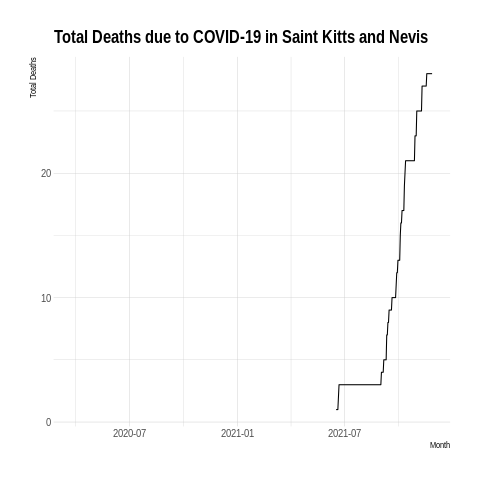 Total Deaths due to COVID-19 in Saint Kitts and Nevis
Total Deaths
20
10
0
2020-07 2021-01 2021-07
Month